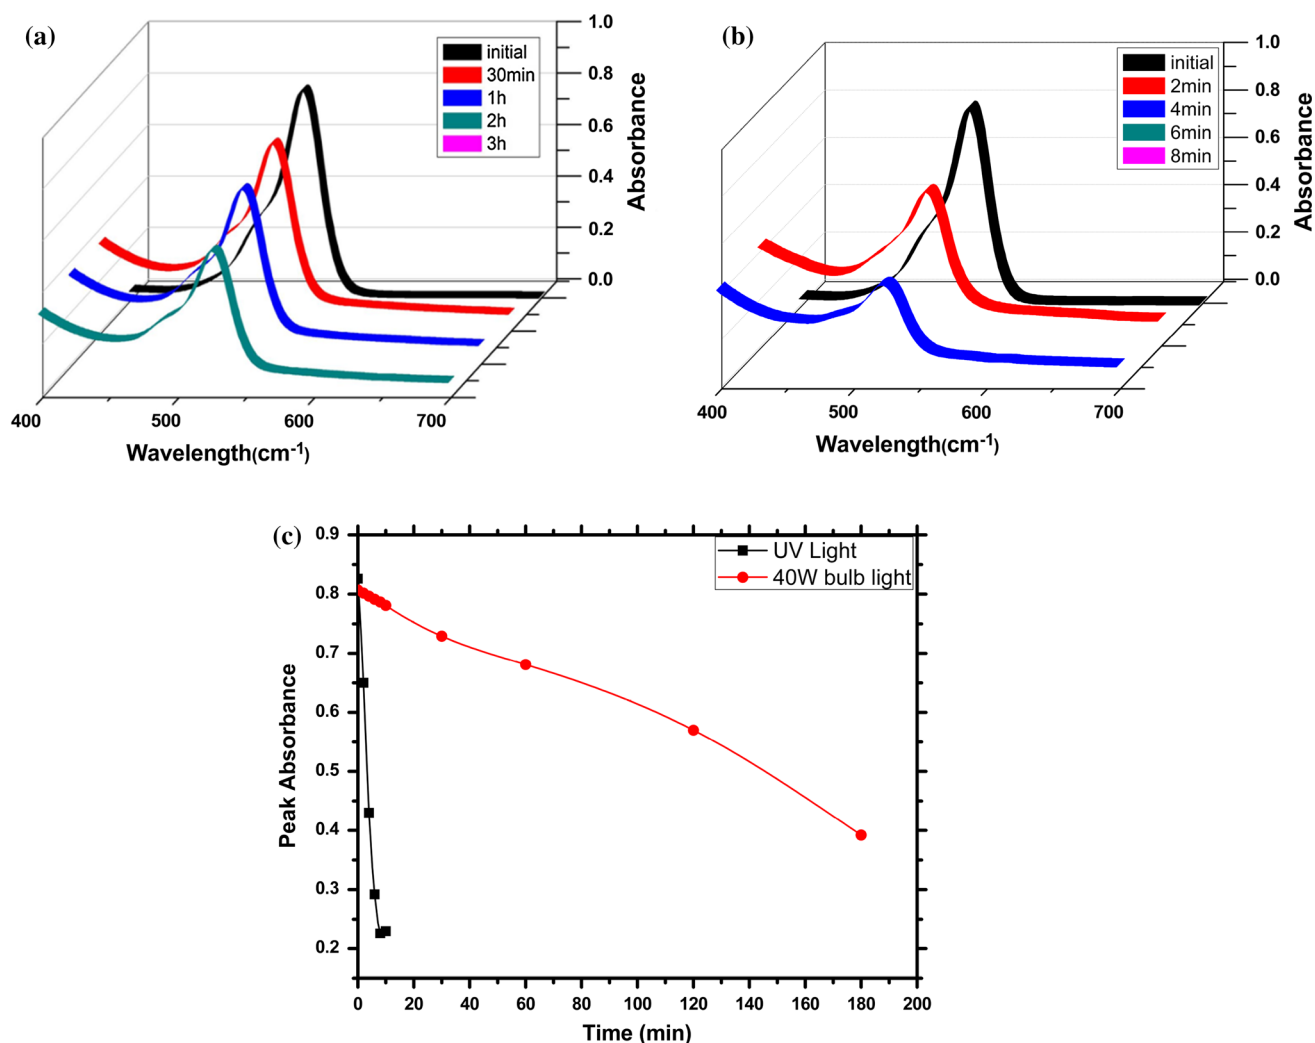 (a)
initial
30min
1h
2h
3h
1.0
0.8
0.6
0.4
0.2
0.0
Absorbance
400
500
600
700
Wavelength(cm⁻¹)
(b)
initial
2min
4min
6min
8min
1.0
0.8
0.6
0.4
0.2
0.0
Absorbance
400
500
600
700
Wavelength(cm⁻¹)
(c)
UV Light
40W bulb light
0.9
0.8
0.7
0.6
0.5
0.4
0.3
0.2
Peak Absorbance
0 20 40 60 80 100 120 140 160 180 200
Time (min)